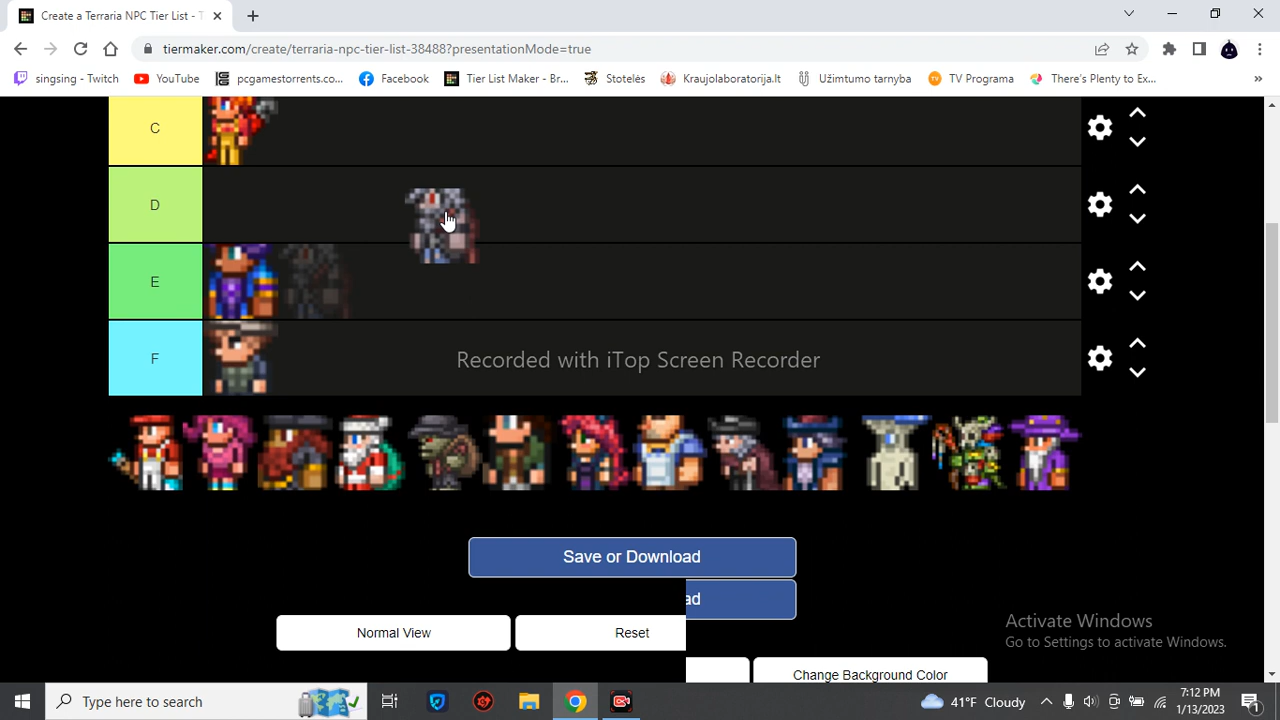 Create a Terraria NPC Tier List - T
tiermaker.com/create/terraria-npc-tier-list-38488?presentationMode=true
singsing - Twitch YouTube pcgamestorrents.co... Facebook Tier List Maker - Br... Stotelės Kraujolaboratorija.lt Užimtumo tarnyba TV Programa There's Plenty to Ex... »
C
D
E
F
Recorded with iTop Screen Recorder
Save or Download
ad
Normal View Reset
Change Background Color
Activate Windows
Go to Settings to activate Windows.
Type here to search
41°F Cloudy
7:12 PM
1/13/2023
1